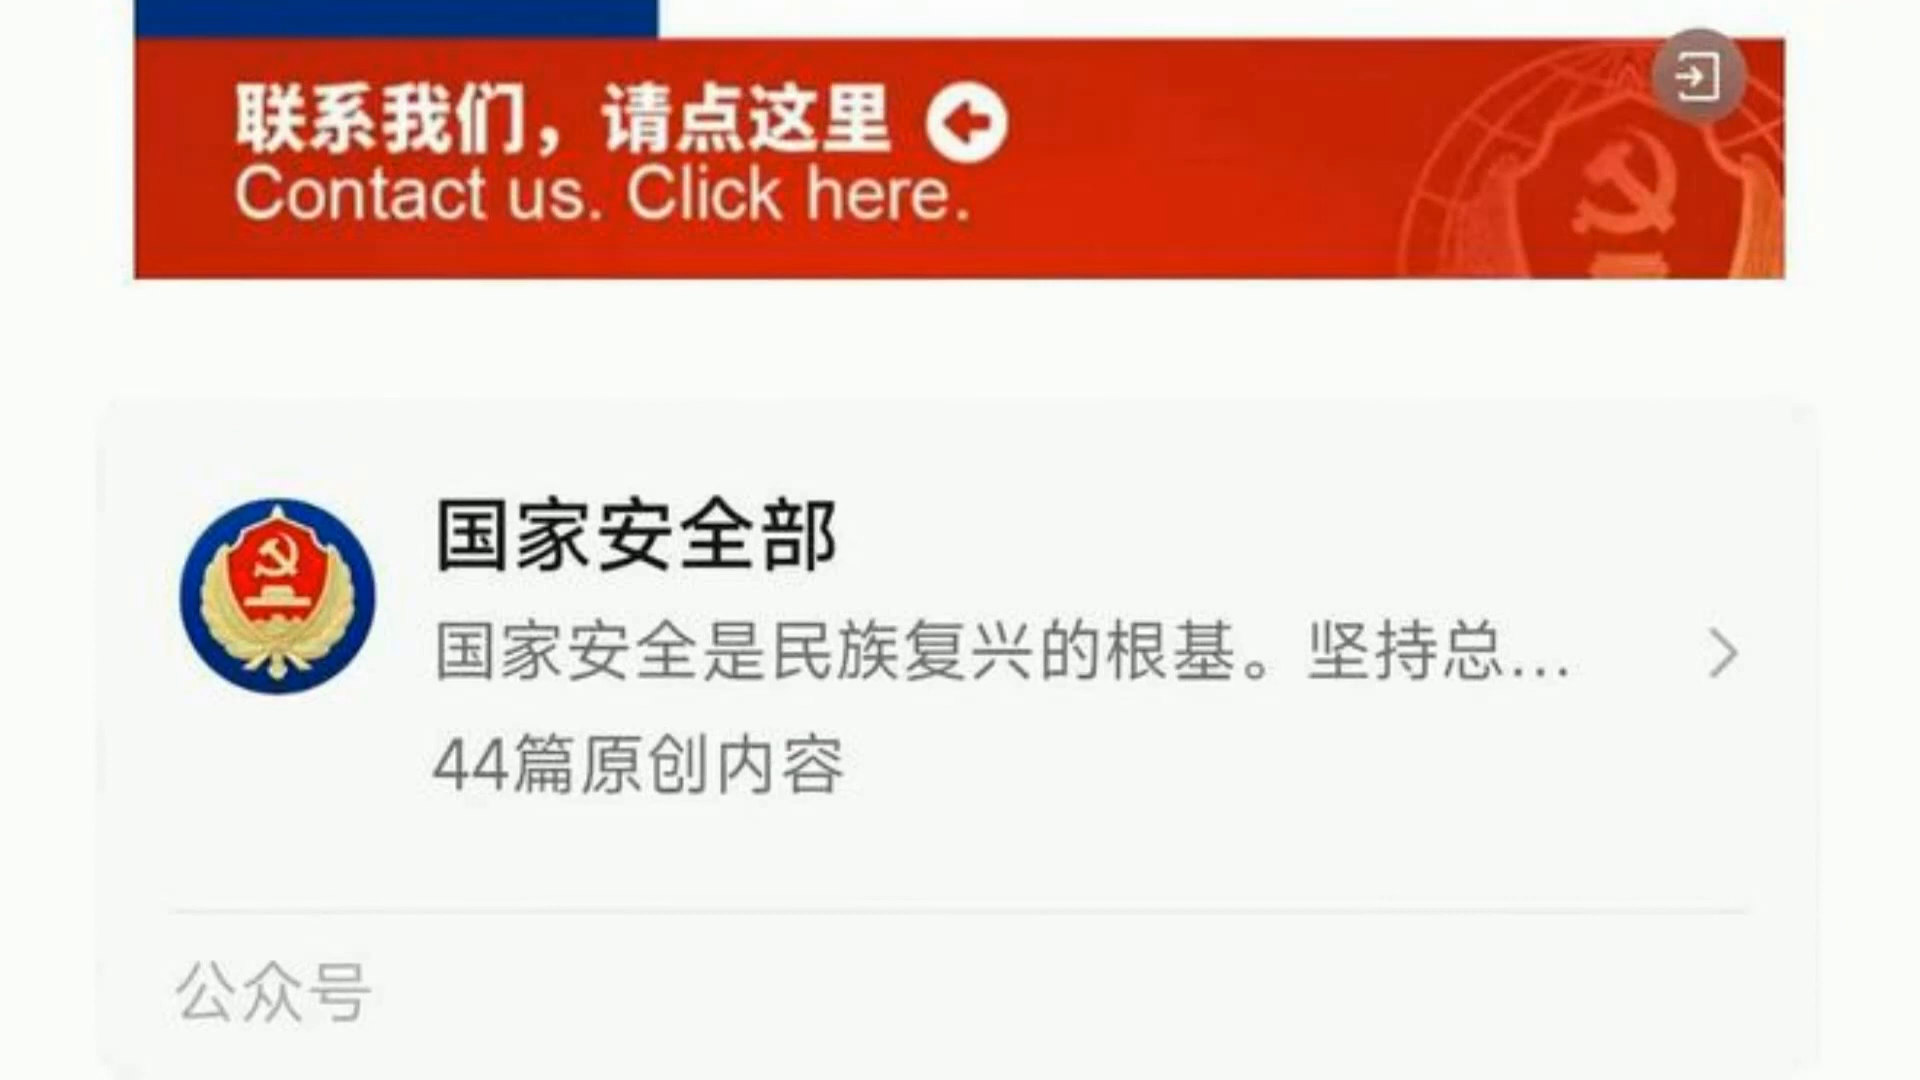 联系我们，请点这里
Contact us. Click here.
国家安全部
国家安全是民族复兴的根基。坚持总...
44篇原创内容
公众号